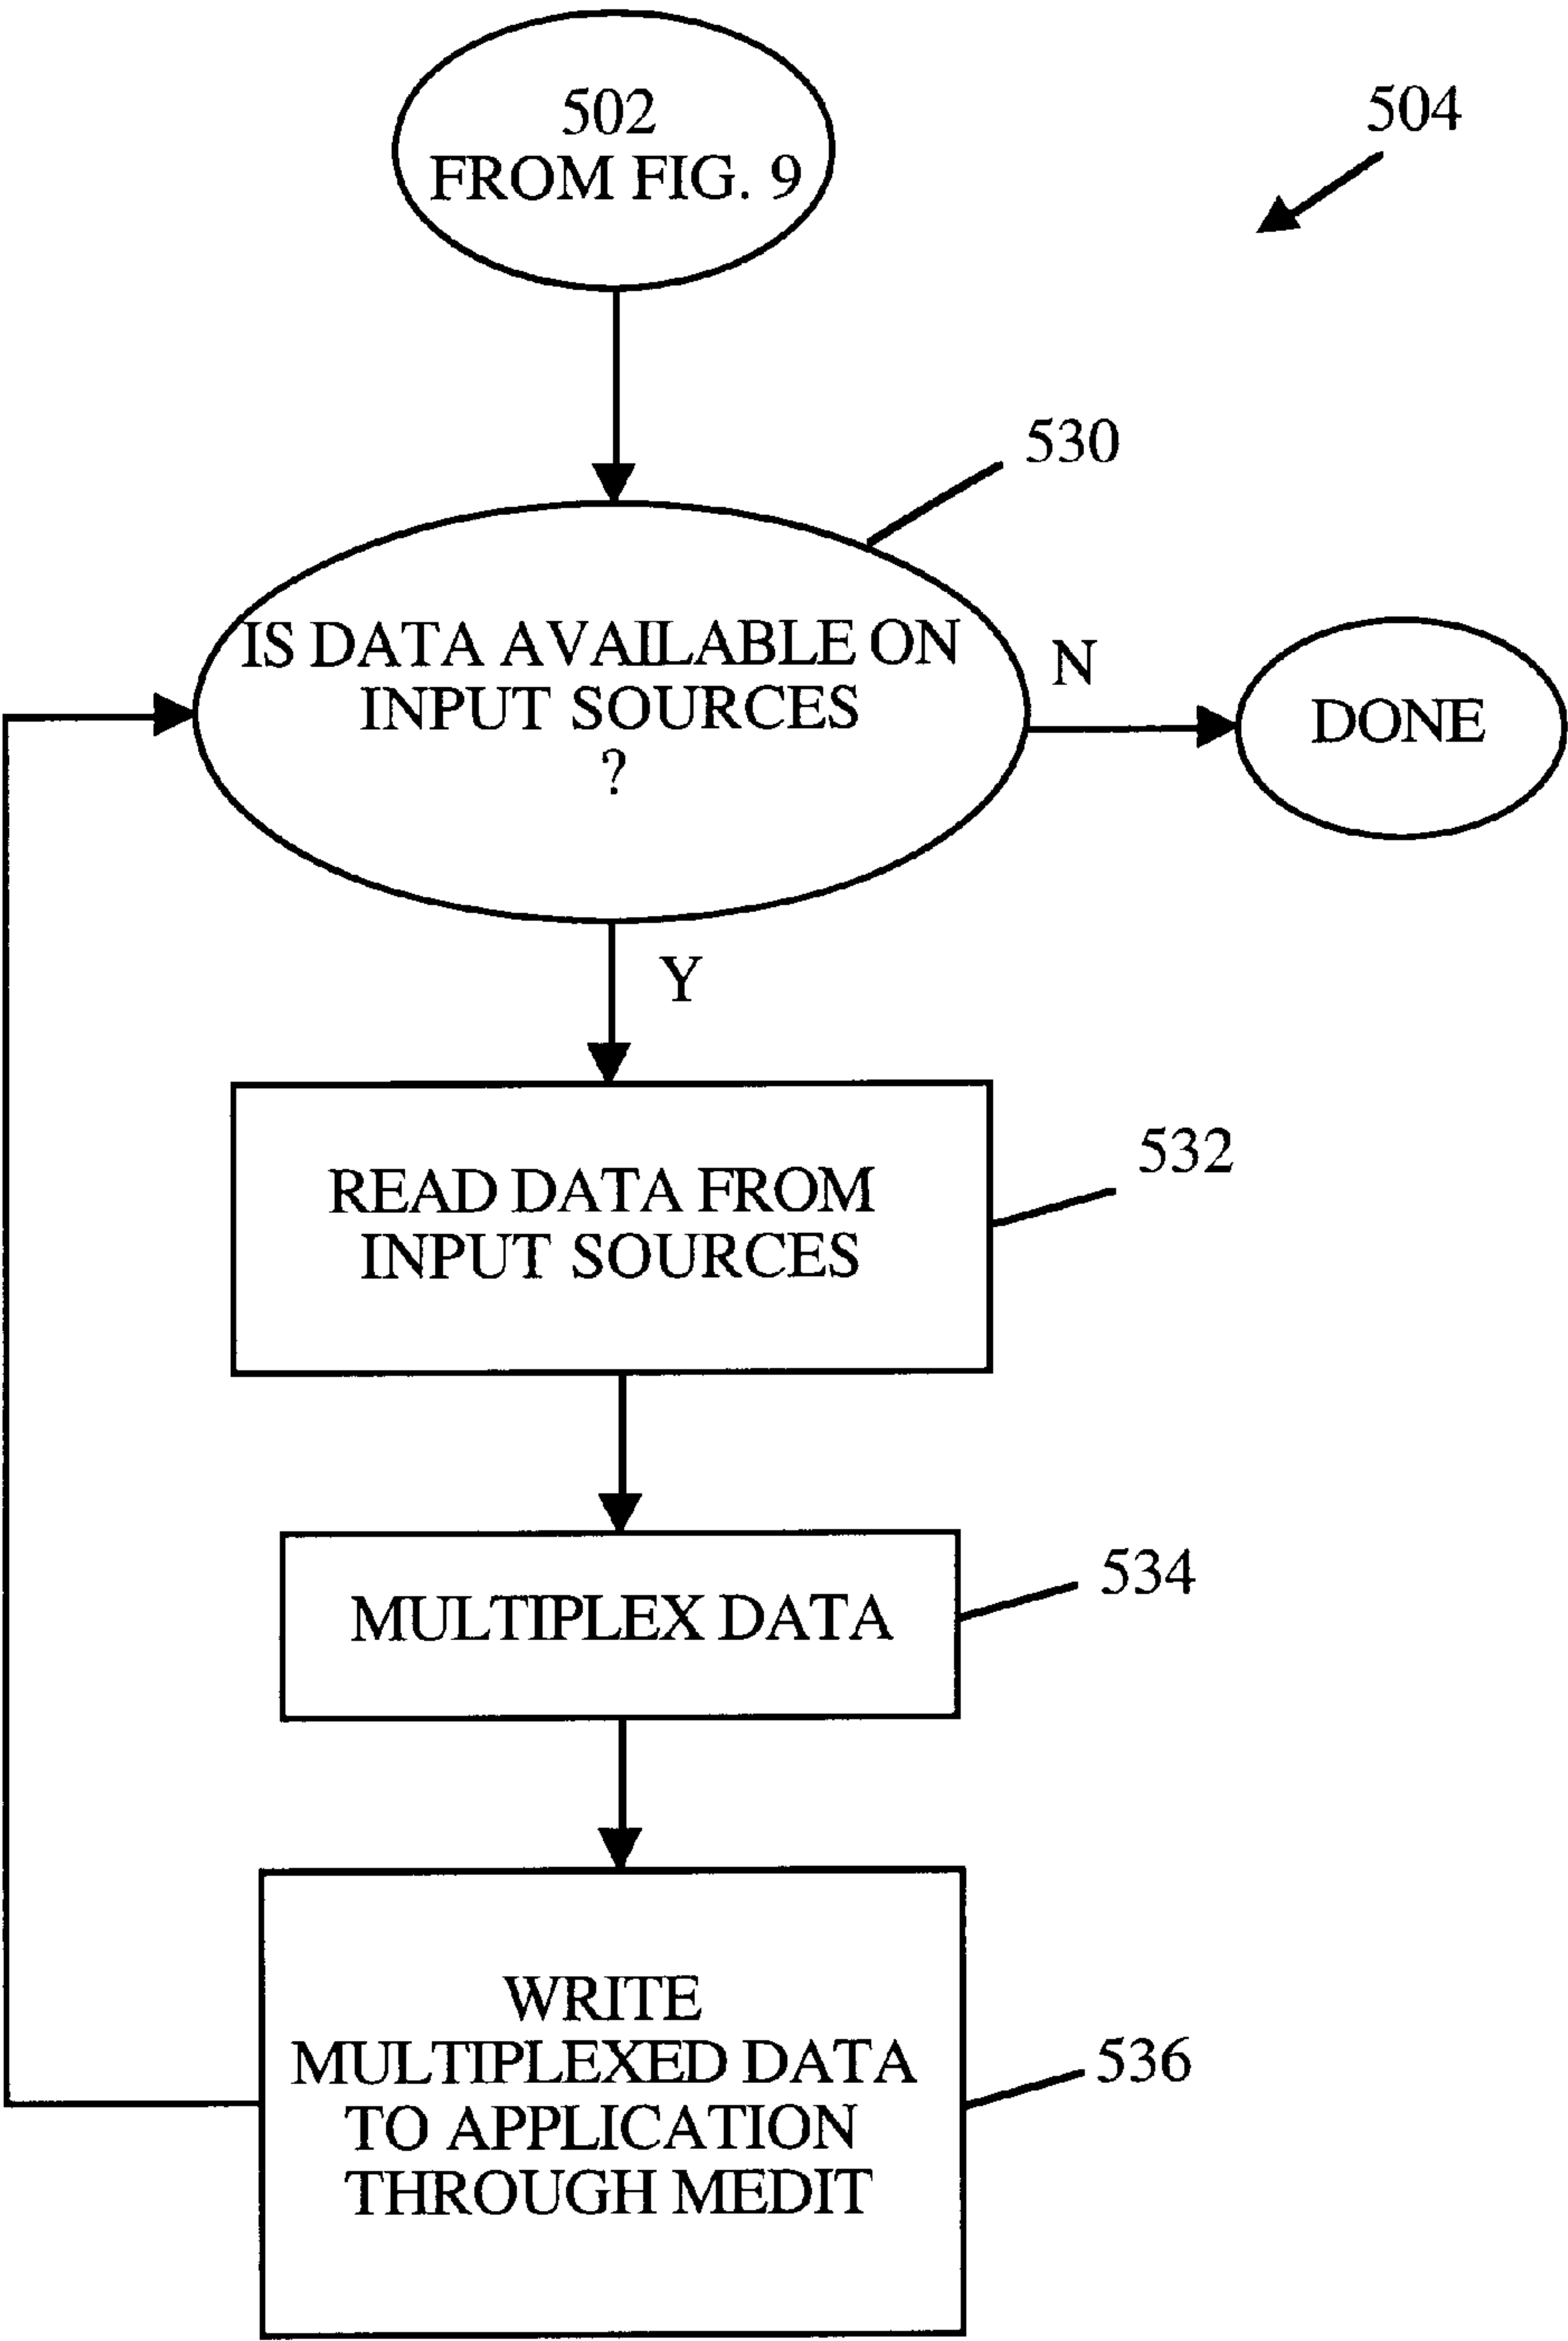 502
FROM FIG. 9
504
530
IS DATA AVAILABLE ON
INPUT SOURCES
?
N
DONE
Y
READ DATA FROM
INPUT SOURCES
532
MULTIPLEX DATA
534
WRITE
MULTIPLEXED DATA
TO APPLICATION
THROUGH MEDIT
536